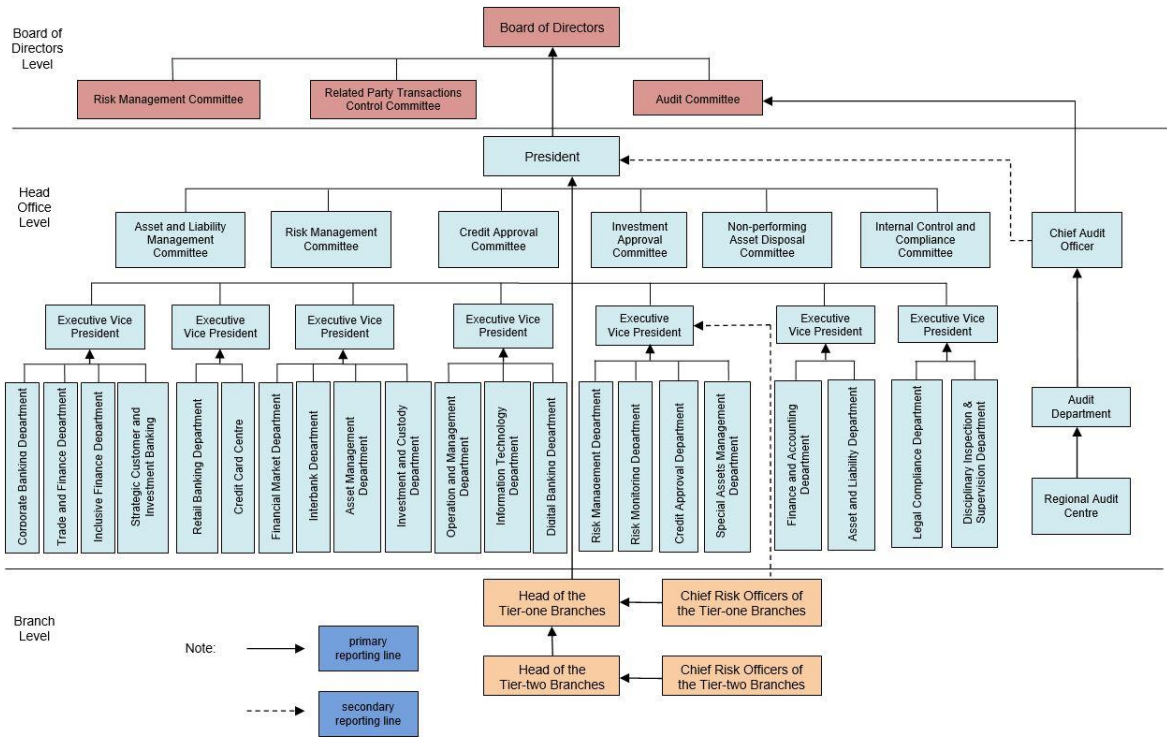 Board of
Directors
Level
Board of Directors
Risk Management Committee
Related Party Transactions
Control Committee
Audit Committee
Head
Office
Level
President
Asset and Liability
Management
Committee
Risk Management
Committee
Credit Approval
Committee
Investment
Approval
Committee
Non-performing
Asset Disposal
Committee
Internal Control and
Compliance
Committee
Chief Audit
Officer
Executive Vice
President
Executive
Vice President
Executive Vice
President
Executive Vice
President
Executive
Vice President
Executive
Vice President
Executive Vice
President
Corporate Banking Department
Trade and Finance Department
Inclusive Finance Department
Strategic Customer and
Investment Banking
Retail Banking Department
Credit Card Centre
Financial Market Department
Interbank Department
Asset Management
Department
Investment and Custody
Department
Operation and Management
Department
Information Technology
Department
Digital Banking Department
Risk Management Department
Risk Monitoring Department
Credit Approval Department
Special Assets Management
Department
Finance and Accounting
Department
Asset and Liability Department
Legal Compliance Department
Disciplinary Inspection &
Supervision Department
Audit
Department
Regional Audit
Centre
Branch
Level
Head of the
Tier-one Branches
Chief Risk Officers of
the Tier-one Branches
Head of the
Tier-two Branches
Chief Risk Officers of
the Tier-two Branches
Note:
primary
reporting line
secondary
reporting line